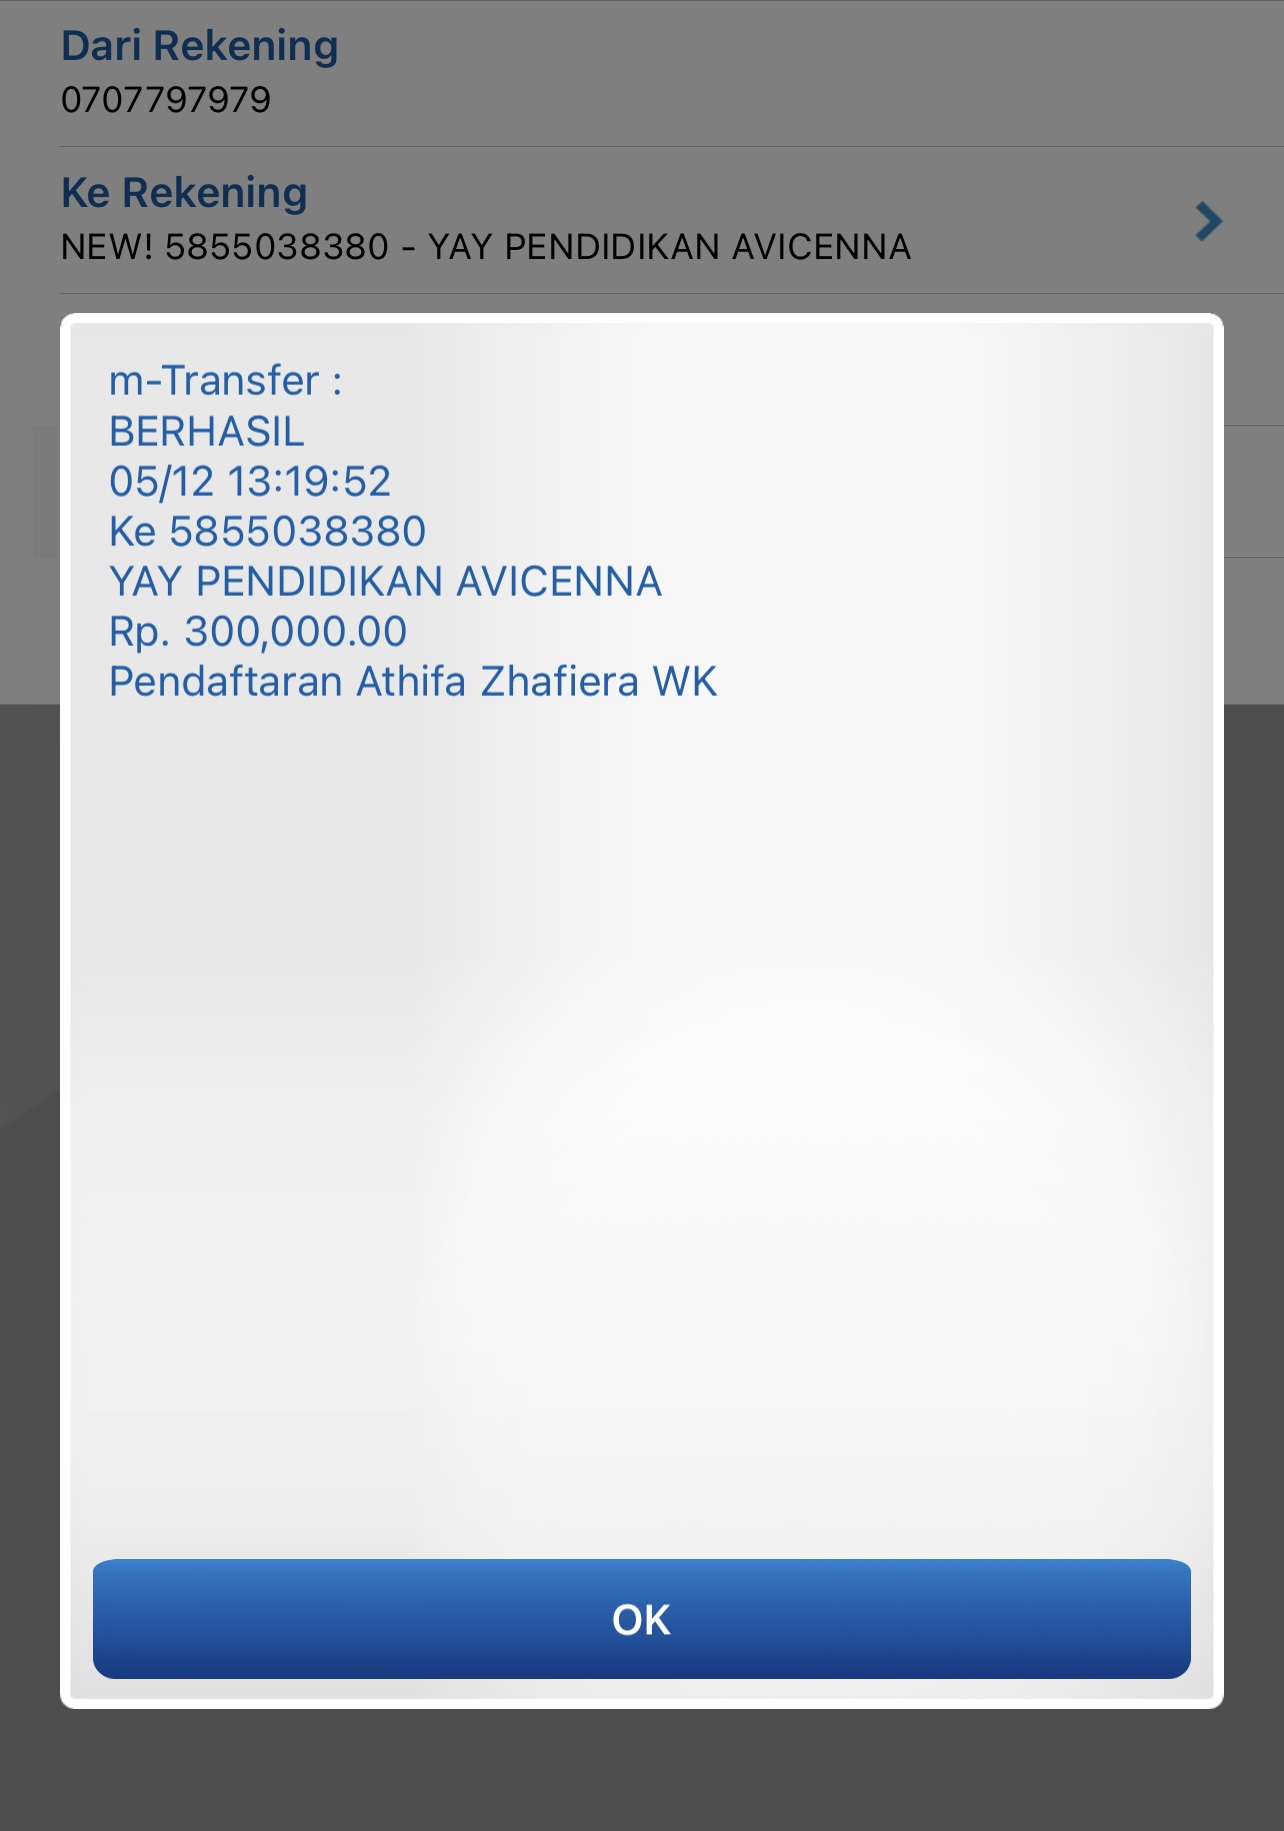 Dari Rekening
0707797979
Ke Rekening
NEW! 5855038380 - YAY PENDIDIKAN AVICENNA
m-Transfer :
BERHASIL
05/12 13:19:52
Ke 5855038380
YAY PENDIDIKAN AVICENNA
Rp. 300,000.00
Pendaftaran Athifa Zhafiera WK
OK